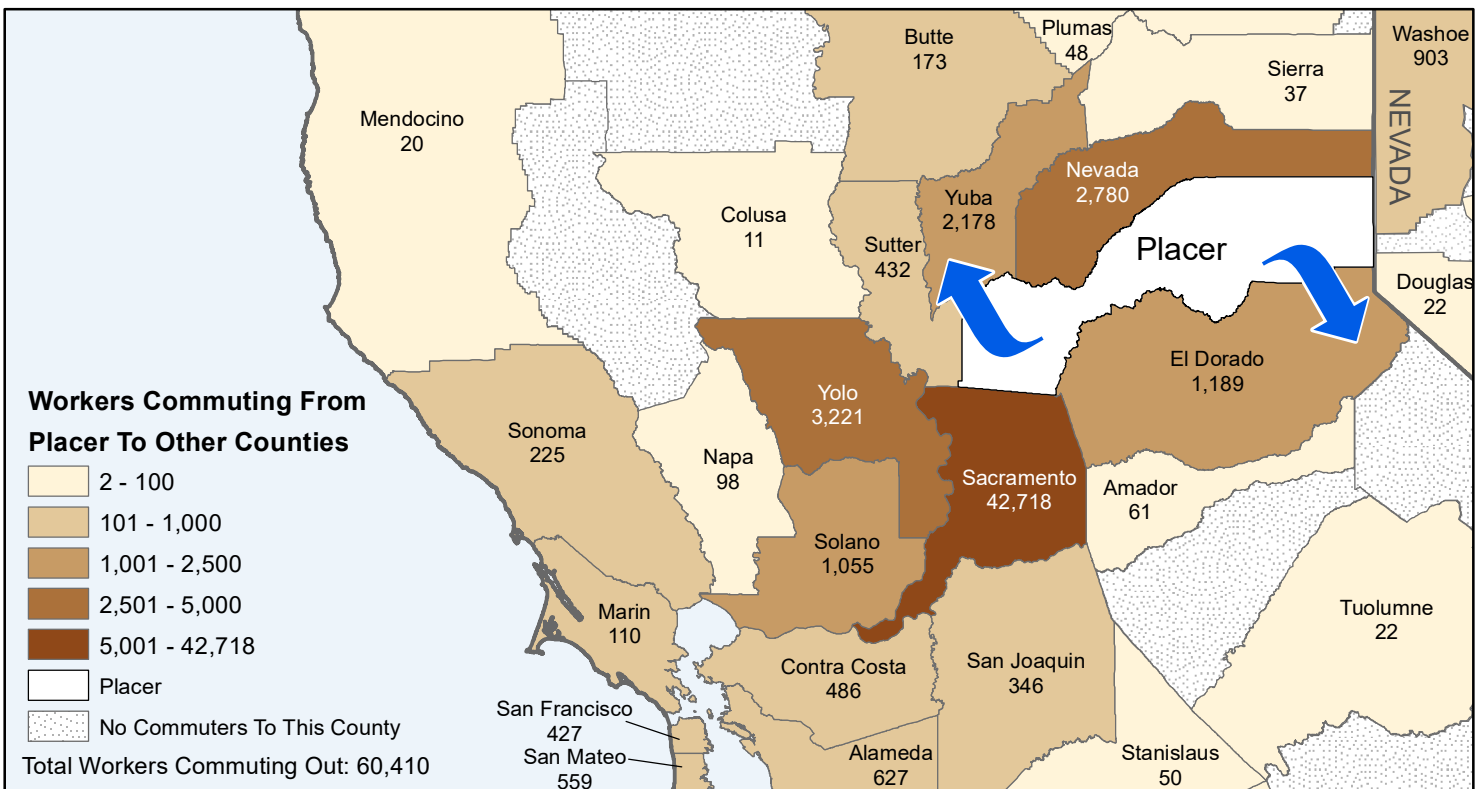 Butte
173
Plumas
48
Sierra
37
Washoe
903
NEVADA
Mendocino
20
Nevada
2,780
Yuba
2,178
Colusa
11
Sutter
432
Placer
Douglas
22
El Dorado
1,189
Yolo
3,221
Sonoma
225
Napa
98
Sacramento
42,718
Amador
61
Solano
1,055
Marin
110
Tuolumne
22
Contra Costa
486
San Joaquin
346
San Francisco
427
San Mateo
559
Alameda
627
Stanislaus
50
Workers Commuting From
Placer To Other Counties
2 - 100
101 - 1,000
1,001 - 2,500
2,501 - 5,000
5,001 - 42,718
Placer
No Commuters To This County
Total Workers Commuting Out: 60,410